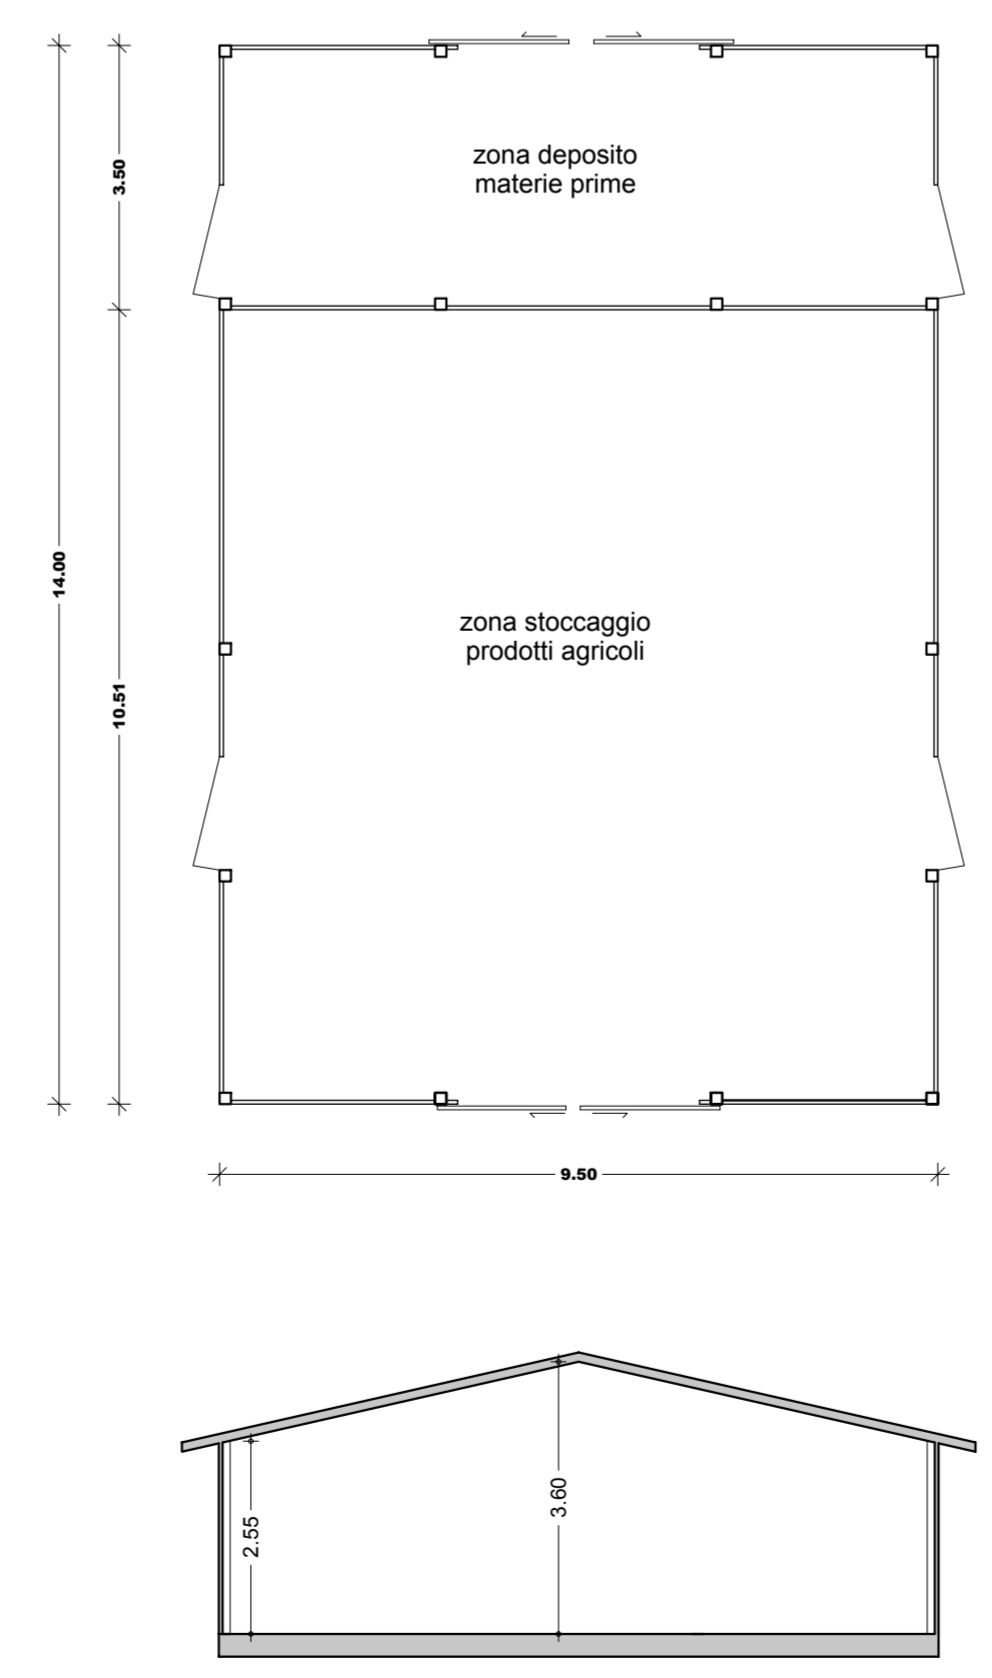 3.50
zona deposito
materie prime
14.00
zona stoccaggio
prodotti agricoli
10.51
9.50
2.55
3.60